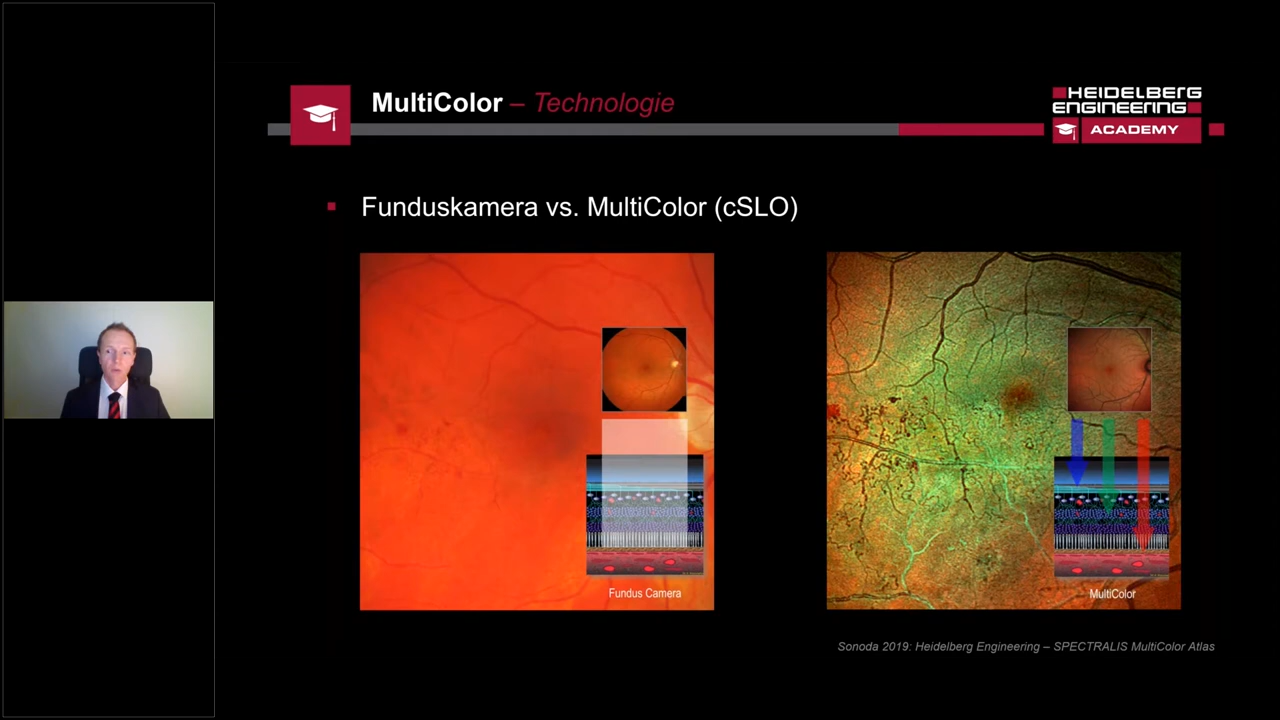 MultiColor – Technologie
HEIDELBERG
ENGINEERING
ACADEMY
Funduskamera vs. MultiColor (cSLO)
Fundus Camera
MultiColor
Sonoda 2019: Heidelberg Engineering – SPECTRALIS MultiColor Atlas